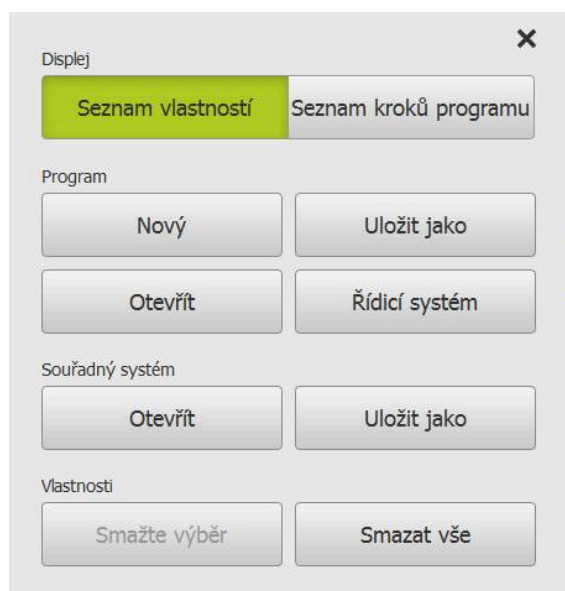 Displej
Seznam vlastností Seznam kroků programu
Program
Nový Uložit jako
Otevřít Řídicí systém
Souřadný systém
Otevřít Uložit jako
Vlastnosti
Smažte výběr Smazat vše